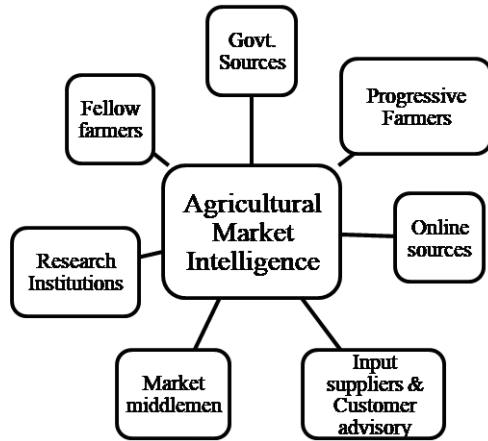 Govt.
Sources
Fellow
farmers
Progressive
Farmers
Agricultural
Market
Intelligence
Online
sources
Research
Institutions
Market
middlemen
Input
suppliers &
Customer
advisory